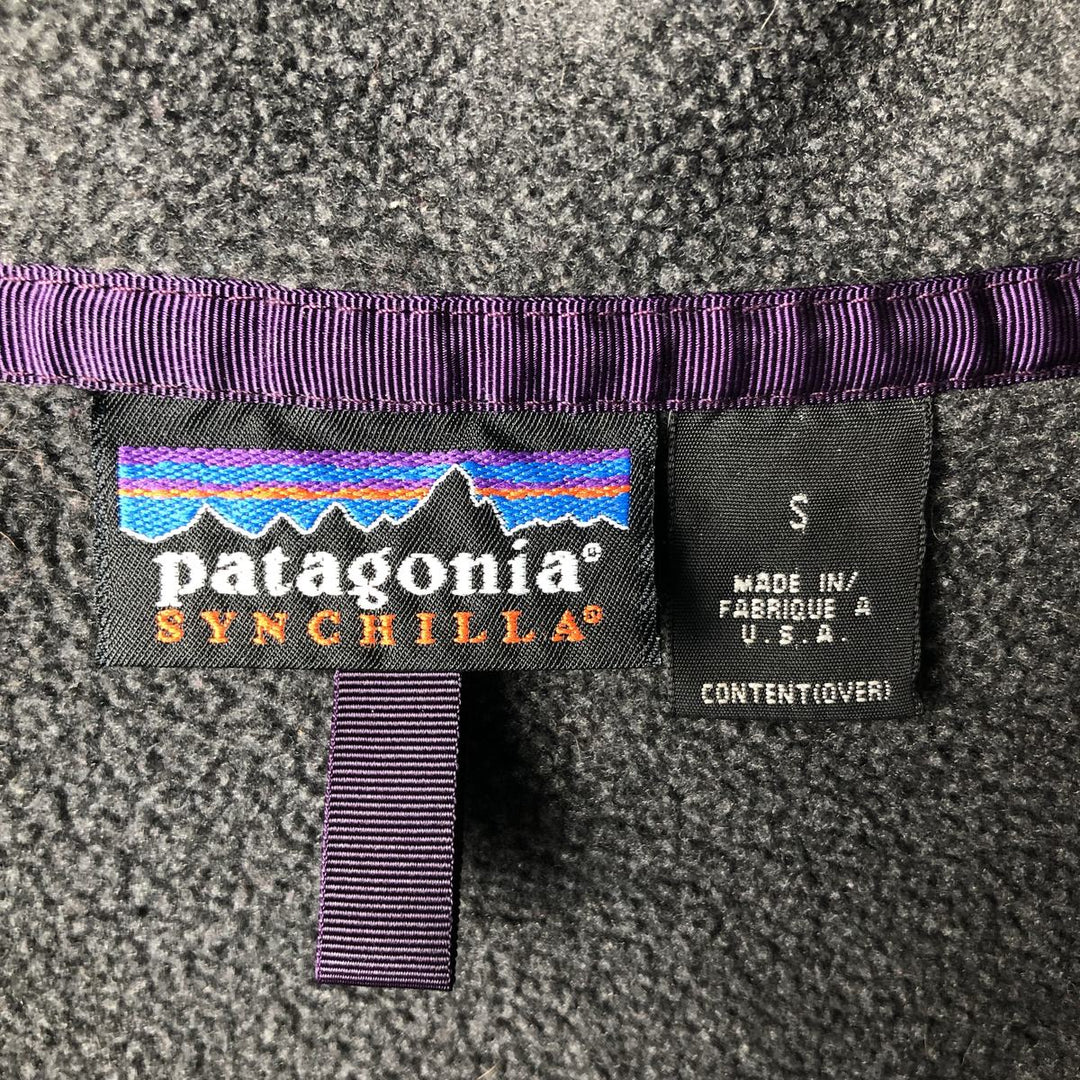 patagonia®
SYNCHILLA®
S
MADE IN/
FABRIQUE A
U.S.A.
CONTENT(OVER)